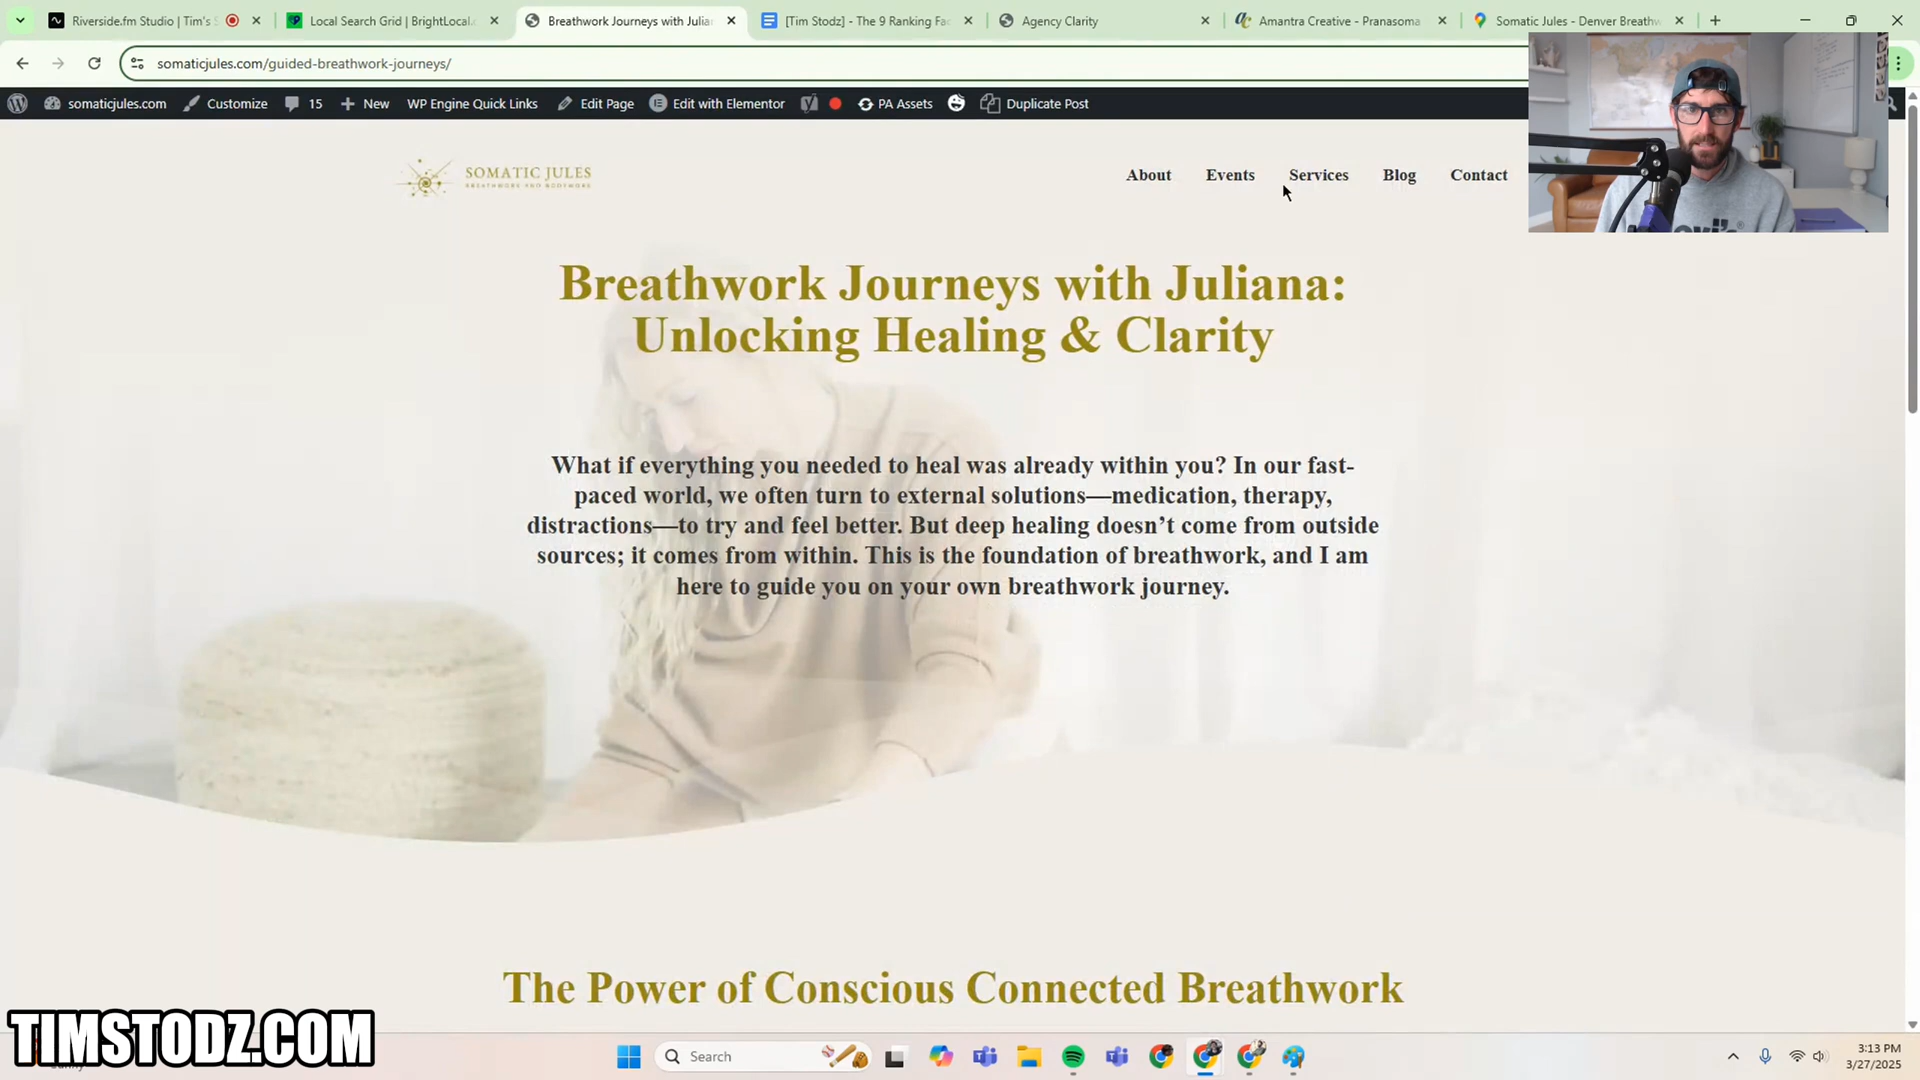 Riverside.fm Studio | Tim's S
Local Search Grid | BrightLocal.c
Breathwork Journeys with Julian
[Tim Stodz] - The 9 Ranking Fac
Agency Clarity
Amantra Creative - Pranasoma
Somatic Jules - Denver Breathw
somaticjules.com/guided-breathwork-journeys/
somaticjules.com
Customize
15
New
WP Engine Quick Links
Edit Page
Edit with Elementor
PA Assets
Duplicate Post
SOMATIC JULES
BREATHWORK AND BODYWORK
About
Events
Services
Blog
Contact
Breathwork Journeys with Juliana:
Unlocking Healing & Clarity
What if everything you needed to heal was already within you? In our fast-
paced world, we often turn to external solutions—medication, therapy,
distractions—to try and feel better. But deep healing doesn’t come from outside
sources; it comes from within. This is the foundation of breathwork, and I am
here to guide you on your own breathwork journey.
The Power of Conscious Connected Breathwork
TIMSTODZ.COM
Search
3:13 PM
3/27/2025